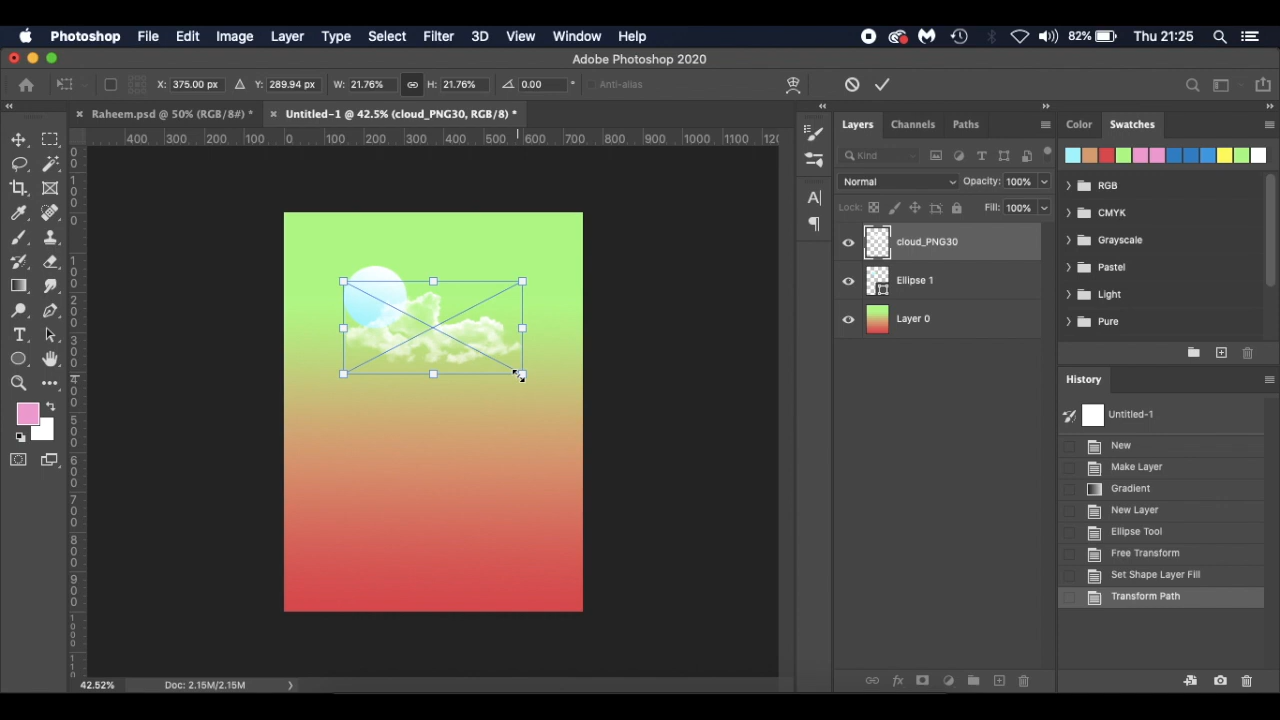 Photoshop File Edit Image Layer Type Select Filter 3D View Window Help 82% Thu 21:25
Adobe Photoshop 2020
X: 375.00 px Y: 289.94 px W: 21.76% H: 21.76% 0.00 ° Anti-alias
× Raheem.psd @ 50% (RGB/8#) * × Untitled-1 @ 42.5% (cloud_PNG30, RGB/8) *
400 300 200 100 0 100 200 300 400 500 600 700 800 900 1000 1100
Layers Channels Paths
Kind
Normal Opacity: 100%
Lock: Fill: 100%
cloud_PNG30
Ellipse 1
Layer 0
Color Swatches
RGB
CMYK
Grayscale
Pastel
Light
Pure
History
Untitled-1
New
Make Layer
Gradient
New Layer
Ellipse Tool
Free Transform
Set Shape Layer Fill
Transform Path
42.52% Doc: 2.15M/2.15M